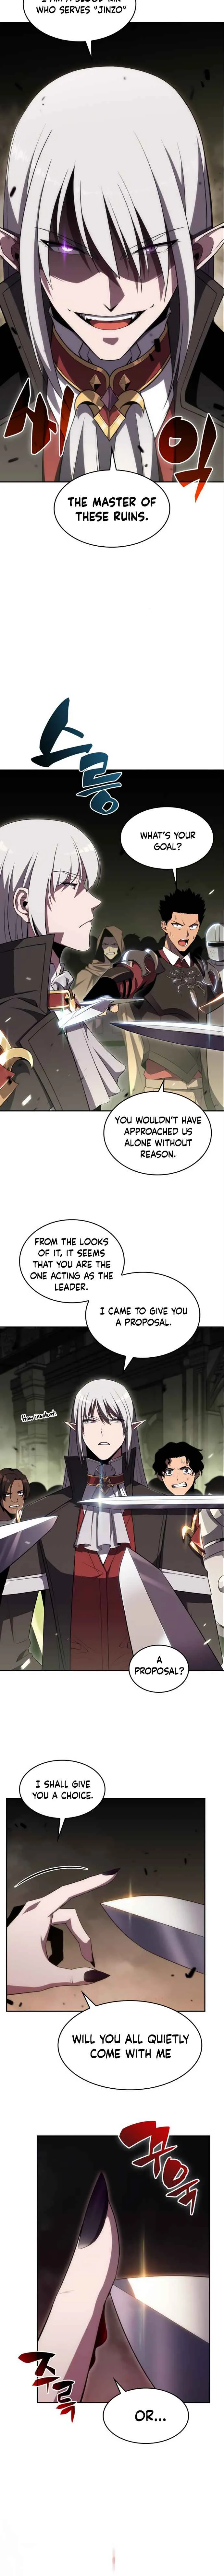 I AM A BLOOD KIN
WHO SERVES "JINZO"
씨익
THE MASTER OF
THESE RUINS.
스릉
WHAT'S YOUR
GOAL?
YOU WOULDN'T HAVE
APPROACHED US
ALONE WITHOUT
REASON.
FROM THE LOOKS
OF IT, IT SEEMS
THAT YOU ARE THE
ONE ACTING AS THE
LEADER.
I CAME TO GIVE YOU
A PROPOSAL.
How insolent.
A
PROPOSAL?
I SHALL GIVE
YOU A CHOICE.
WILL YOU ALL QUIETLY
COME WITH ME
주륵
OR...